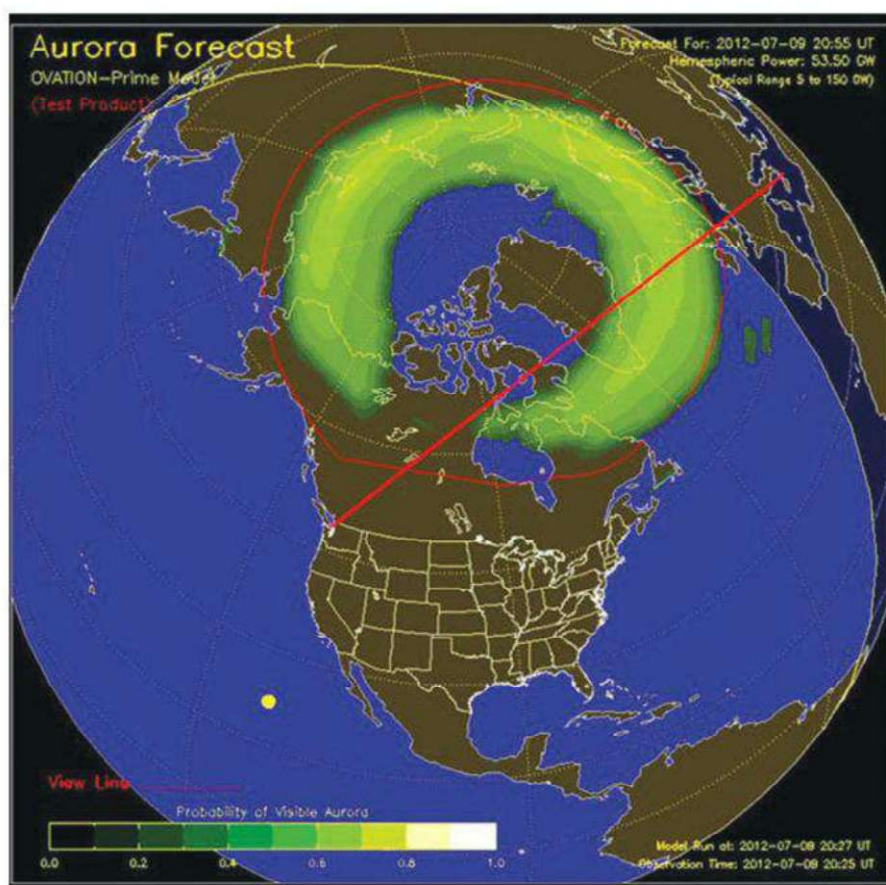 Aurora Forecast
OVATION-Prime Model
(Test Product)
Forecast For: 2012-07-09 20:55 UT
Hemispheric Power: 53.50 GW
(Typical Range 5 to 150 GW)
View Line
Probability of Visible Aurora
0.0 0.2 0.4 0.6 0.8 1.0
Model Run at: 2012-07-09 20:27 UT
Observation Time: 2012-07-09 20:25 UT